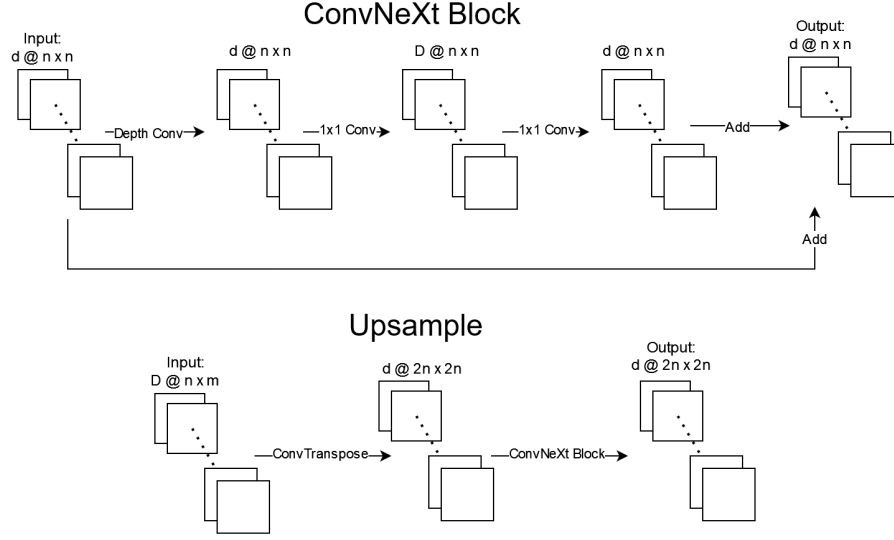 ConvNeXt Block
Input:
d @ n x n
d @ n x n
D @ n x n
d @ n x n
Output:
d @ n x n
Depth Conv
1x1 Conv
1x1 Conv
Add
Add
Upsample
Input:
D @ n x m
d @ 2n x 2n
Output:
d @ 2n x 2n
ConvTranspose
ConvNeXt Block